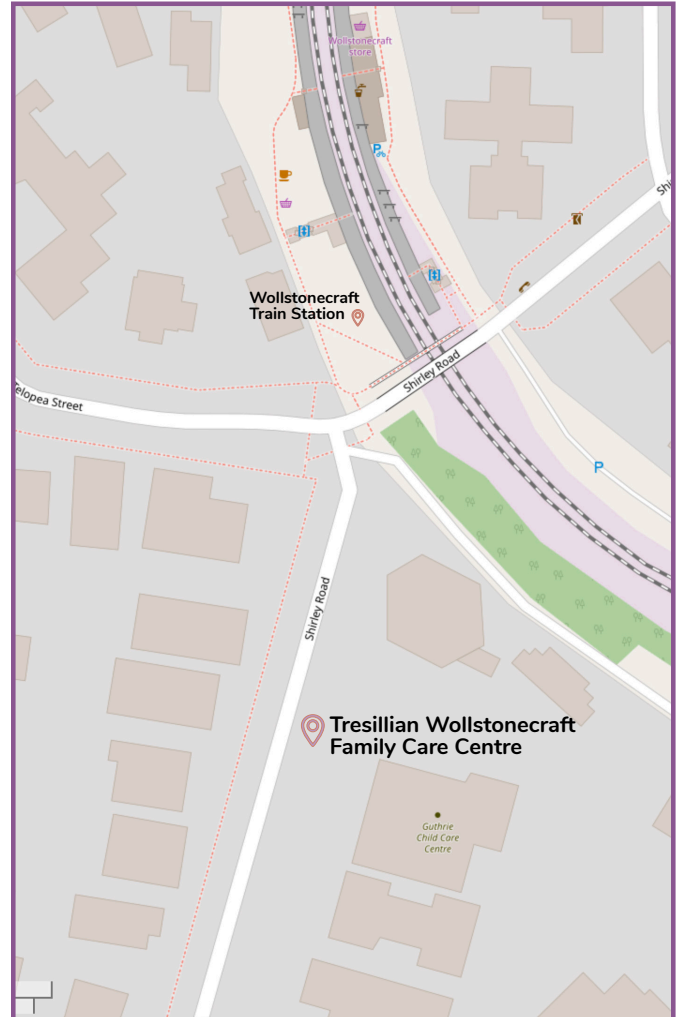 Wollstonecraft
store
P
Shi
Wollstonecraft
Train Station
Shirley Road
Telopea Street
P
Shirley Road
Tresillian Wollstonecraft
Family Care Centre
Guthrie
Child Care
Centre